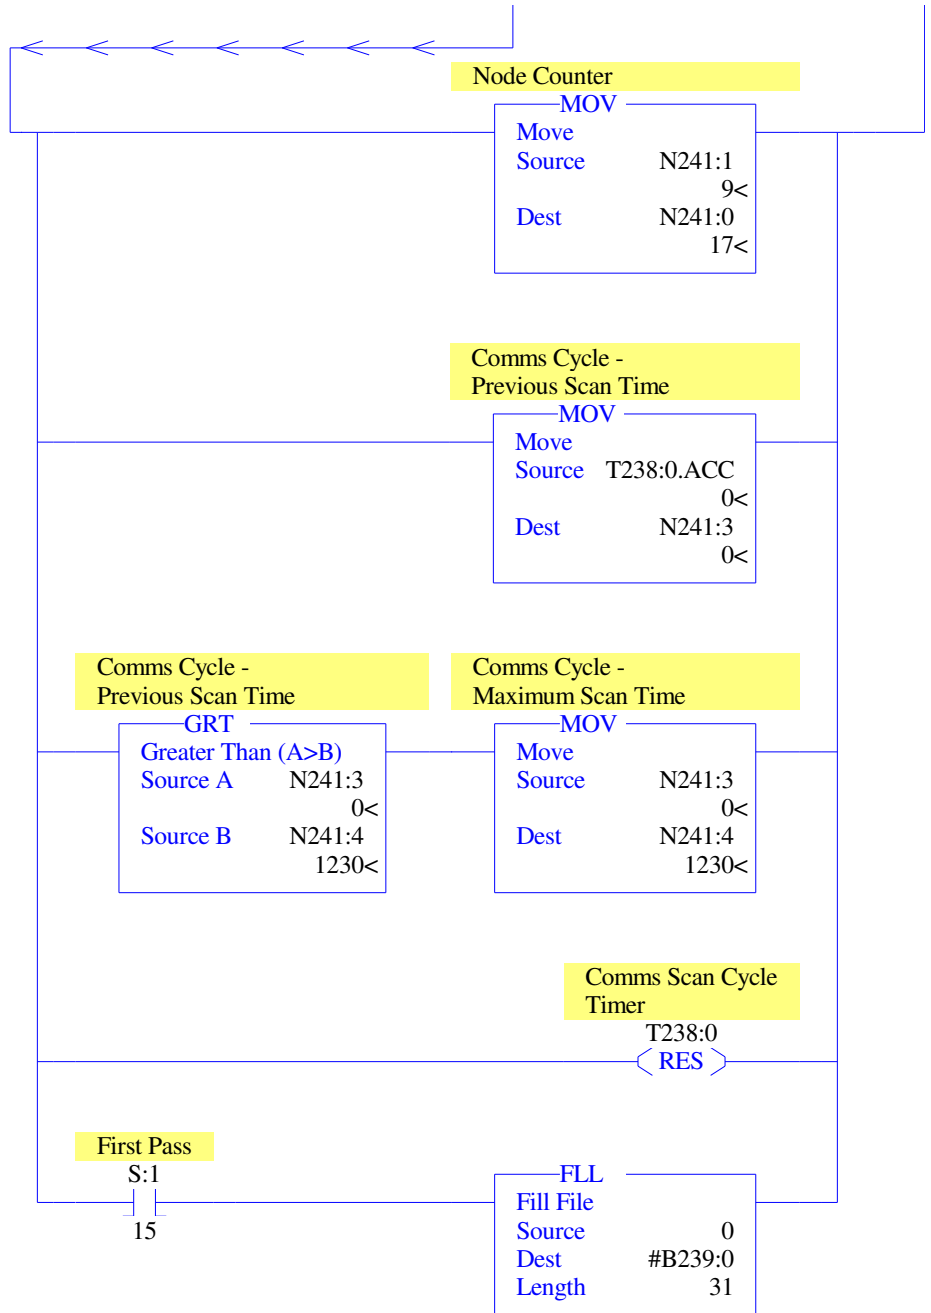 Node Counter
MOV
Move
Source N241:1
9<
Dest N241:0
17<
Comms Cycle -
Previous Scan Time
MOV
Move
Source T238:0.ACC
0<
Dest N241:3
0<
Comms Cycle -
Previous Scan Time
GRT
Greater Than (A>B)
Source A N241:3
0<
Source B N241:4
1230<
Comms Cycle -
Maximum Scan Time
MOV
Move
Source N241:3
0<
Dest N241:4
1230<
Comms Scan Cycle
Timer
T238:0
RES
First Pass
S:1
15
FLL
Fill File
Source 0
Dest #B239:0
Length 31